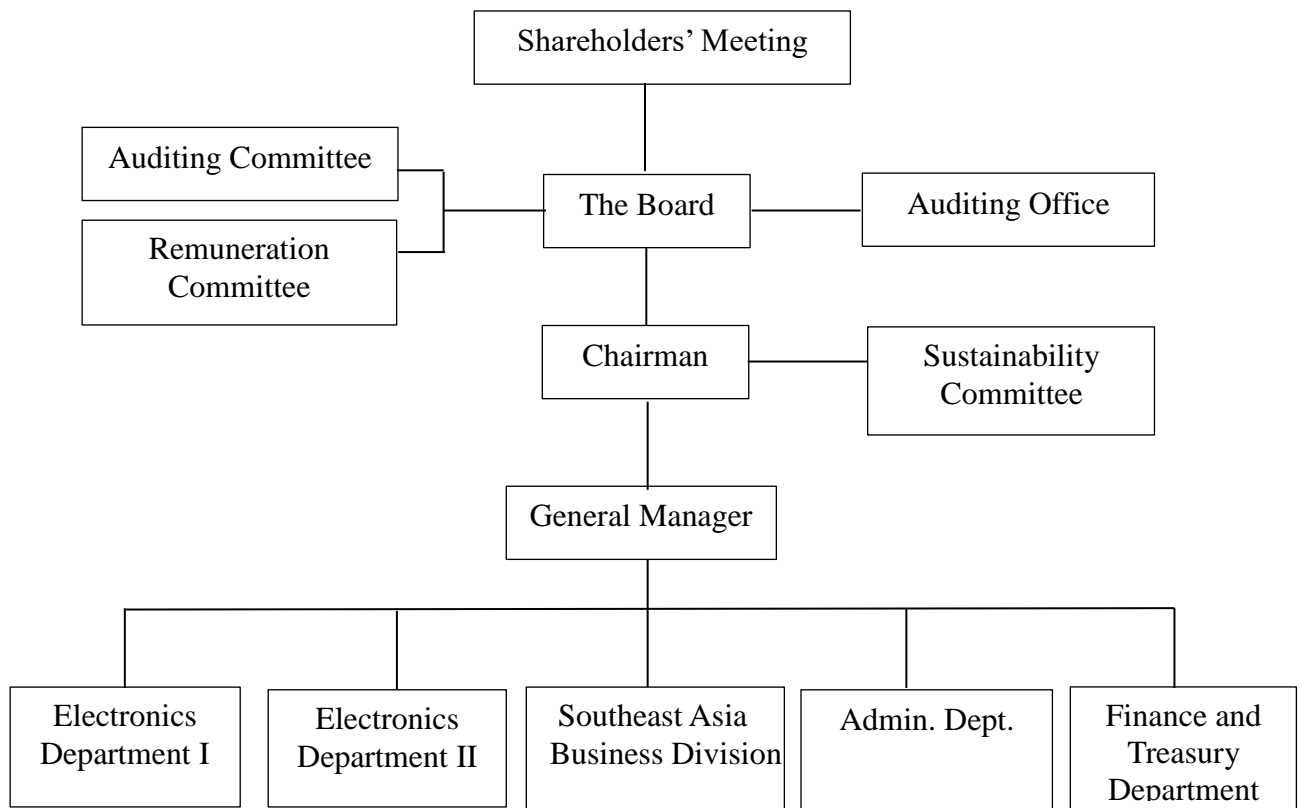 Shareholders’ Meeting
Auditing Committee
The Board
Auditing Office
Remuneration
Committee
Chairman
Sustainability
Committee
General Manager
Electronics
Department I
Electronics
Department II
Southeast Asia
Business Division
Admin. Dept.
Finance and
Treasury
Department